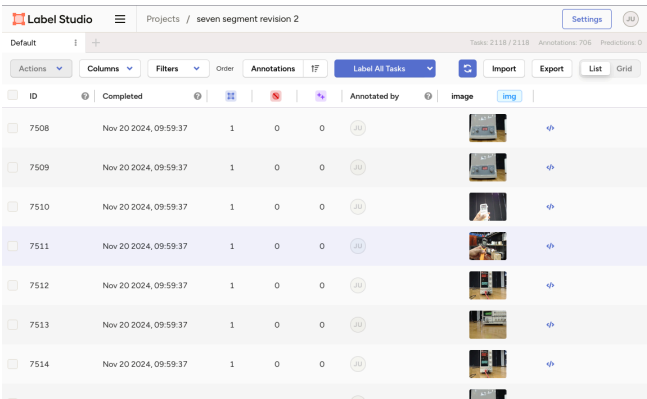 Label Studio
Projects / seven segment revision 2
Settings
JU
Default
Tasks: 2118 / 2118 Annotations: 706 Predictions: 0
Actions Columns Filters Order Annotations Label All Tasks Import Export List Grid
ID Completed Annotated by image img
7508 Nov 20 2024, 09:59:37 1 0 0 JU </>
7509 Nov 20 2024, 09:59:37 1 0 0 JU </>
7510 Nov 20 2024, 09:59:37 1 0 0 JU </>
7511 Nov 20 2024, 09:59:37 1 0 0 JU </>
7512 Nov 20 2024, 09:59:37 1 0 0 JU </>
7513 Nov 20 2024, 09:59:37 1 0 0 JU </>
7514 Nov 20 2024, 09:59:37 1 0 0 JU </>